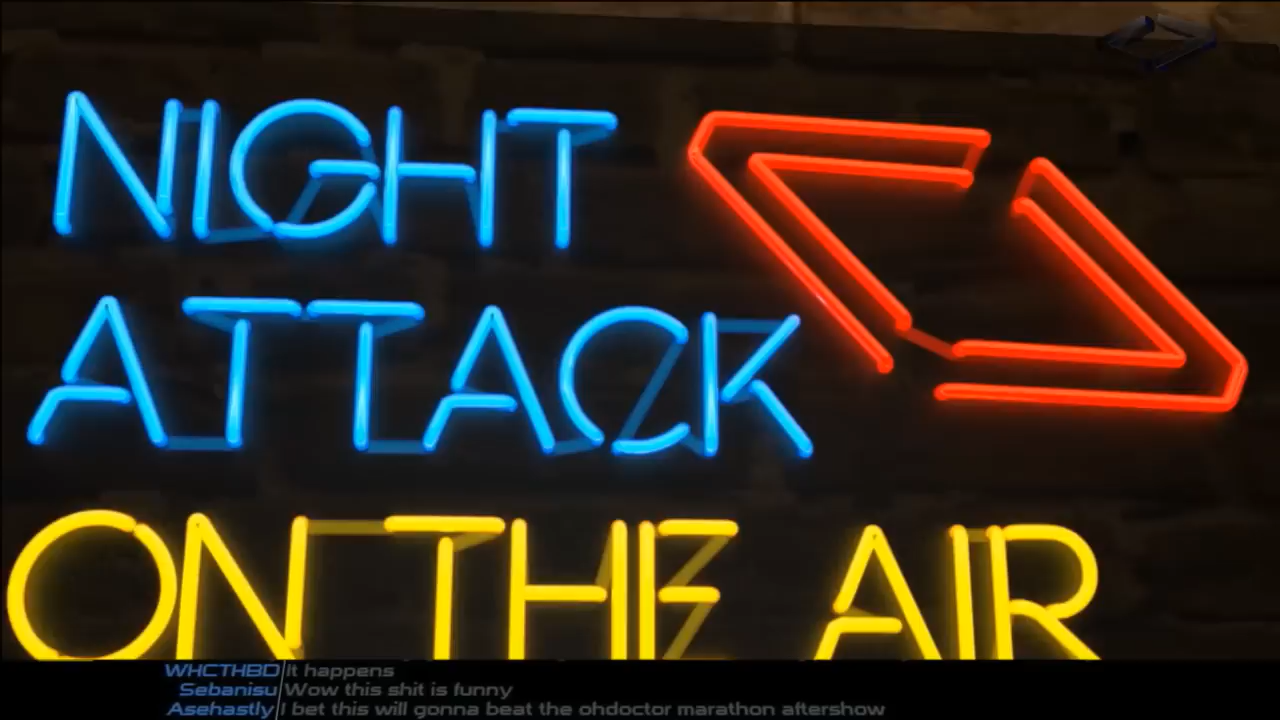 NIGHT
ATTACK
ON THE AIR
WHCTHBD It happens
Sebanisu Wow this shit is funny
Asehastly I bet this will gonna beat the ohdoctor marathon aftershow